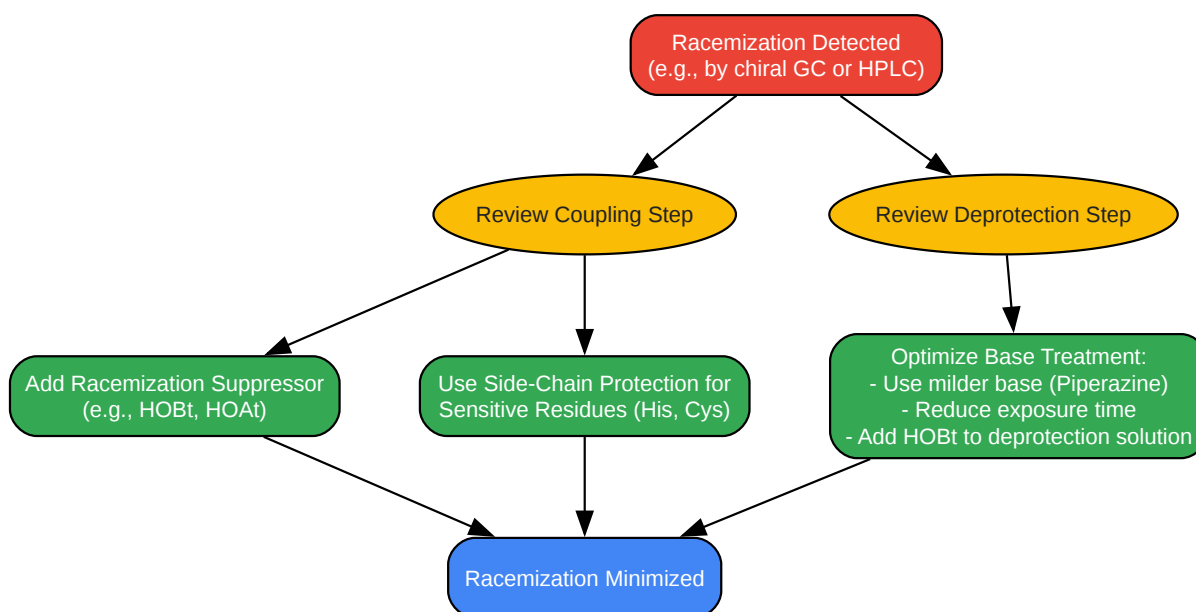 Racemization Detected
(e.g., by chiral GC or HPLC)
Review Coupling Step
Review Deprotection Step
Add Racemization Suppressor
(e.g., HOBt, HOAt)
Use Side-Chain Protection for
Sensitive Residues (His, Cys)
Optimize Base Treatment:
- Use milder base (Piperazine)
- Reduce exposure time
- Add HOBt to deprotection solution
Racemization Minimized